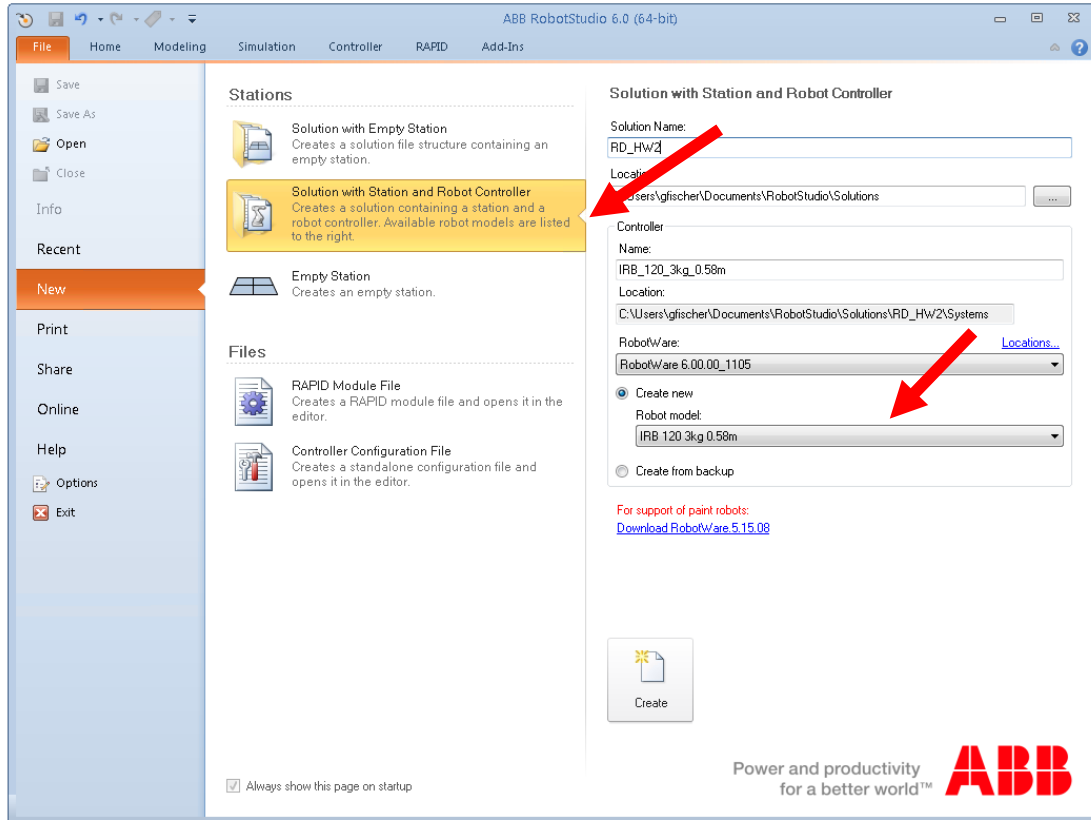 ABB RobotStudio 6.0 (64-bit)
File Home Modeling Simulation Controller RAPID Add-Ins
Save
Save As
Open
Close
Info
Recent
New
Print
Share
Online
Help
Options
Exit
Stations
Solution with Empty Station
Creates a solution file structure containing an
empty station.
Solution with Station and Robot Controller
Creates a solution containing a station and a
robot controller. Available robot models are listed
to the right.
Empty Station
Creates an empty station.
Files
RAPID Module File
Creates a RAPID module file and opens it in the
editor.
Controller Configuration File
Creates a standalone configuration file and
opens it in the editor.
Always show this page on startup
Solution with Station and Robot Controller
Solution Name:
RD_HW2
\gfischer\Documents\RobotStudio\Solutions
...
Controller
Name:
IRB_120_3kg_0.58m
Location:
C:\Users\gfischer\Documents\RobotStudio\Solutions\RD_HW2\Systems
RobotWare: Locations...
RobotWare 6.00.00_1105
Create new
Robot model:
IRB 120 3kg 0.58m
Create from backup
For support of paint robots:
Download RobotWare.5.15.08
Create
Power and productivity
for a better world™
ABB